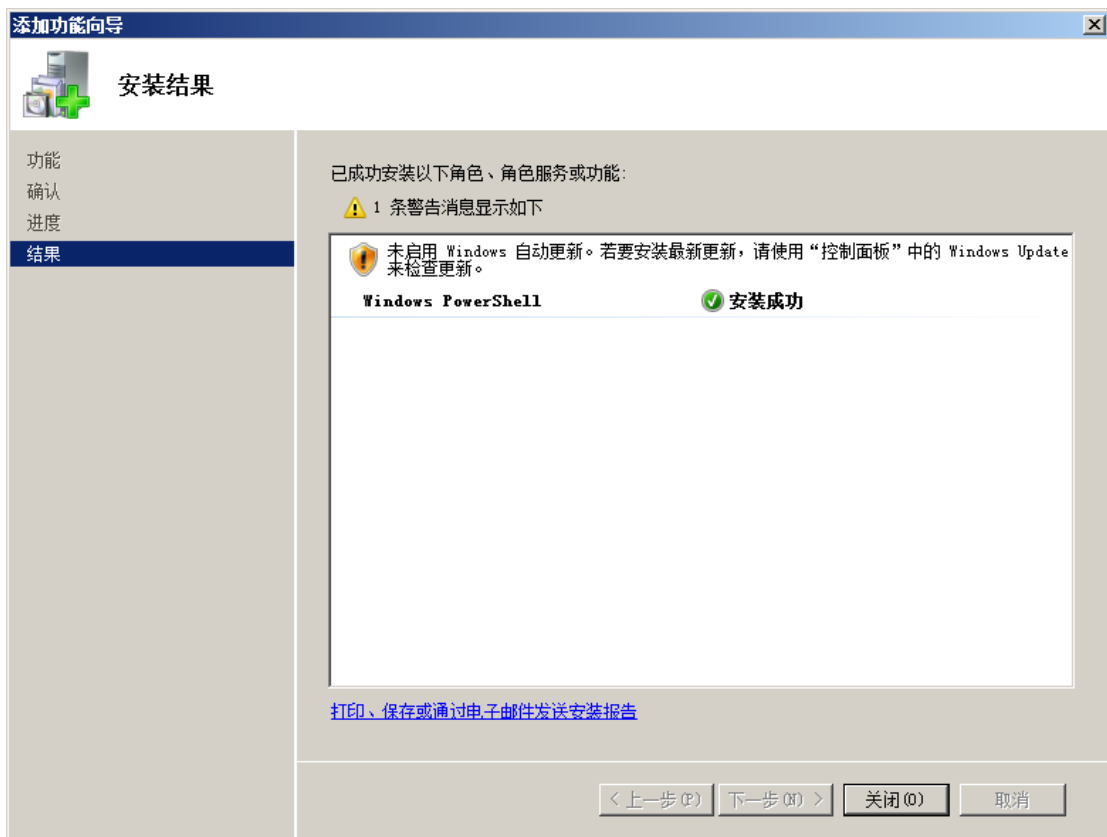 添加功能向导
安装结果
功能
确认
进度
结果
已成功安装以下角色、角色服务或功能:
1 条警告消息显示如下
未启用 Windows 自动更新。若要安装最新更新，请使用“控制面板”中的 Windows Update
来检查更新。
Windows PowerShell 安装成功
打印、保存或通过电子邮件发送安装报告
< 上一步(P) 下一步(N) > 关闭(O) 取消